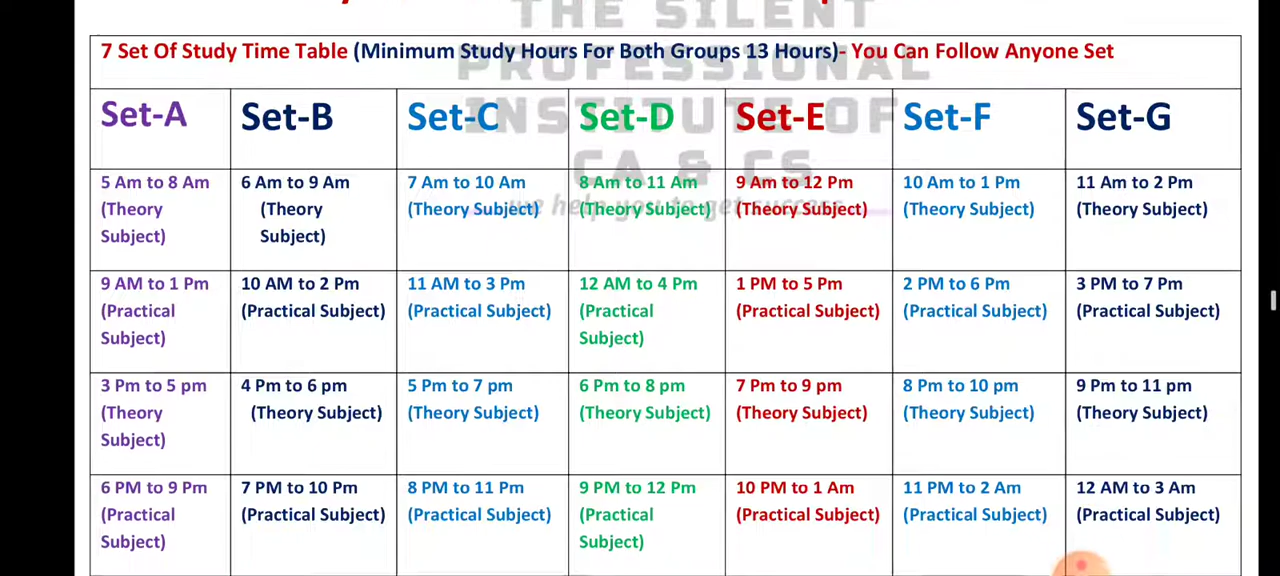 THE SILENT
PROFESSIONAL
INSTITUTE OF
CA & CS
we help you to get success
7 Set Of Study Time Table (Minimum Study Hours For Both Groups 13 Hours)- You Can Follow Anyone Set
Set-A Set-B Set-C Set-D Set-E Set-F Set-G
5 Am to 8 Am 6 Am to 9 Am 7 Am to 10 Am 8 Am to 11 Am 9 Am to 12 Pm 10 Am to 1 Pm 11 Am to 2 Pm
(Theory (Theory (Theory Subject) (Theory Subject) (Theory Subject) (Theory Subject) (Theory Subject)
Subject) Subject)
9 AM to 1 Pm 10 AM to 2 Pm 11 AM to 3 Pm 12 AM to 4 Pm 1 PM to 5 Pm 2 PM to 6 Pm 3 PM to 7 Pm
(Practical (Practical Subject) (Practical Subject) (Practical (Practical Subject) (Practical Subject) (Practical Subject)
Subject) Subject)
3 Pm to 5 pm 4 Pm to 6 pm 5 Pm to 7 pm 6 Pm to 8 pm 7 Pm to 9 pm 8 Pm to 10 pm 9 Pm to 11 pm
(Theory (Theory Subject) (Theory Subject) (Theory Subject) (Theory Subject) (Theory Subject) (Theory Subject)
Subject)
6 PM to 9 Pm 7 PM to 10 Pm 8 PM to 11 Pm 9 PM to 12 Pm 10 PM to 1 Am 11 PM to 2 Am 12 AM to 3 Am
(Practical (Practical Subject) (Practical Subject) (Practical (Practical Subject) (Practical Subject) (Practical Subject)
Subject) Subject)